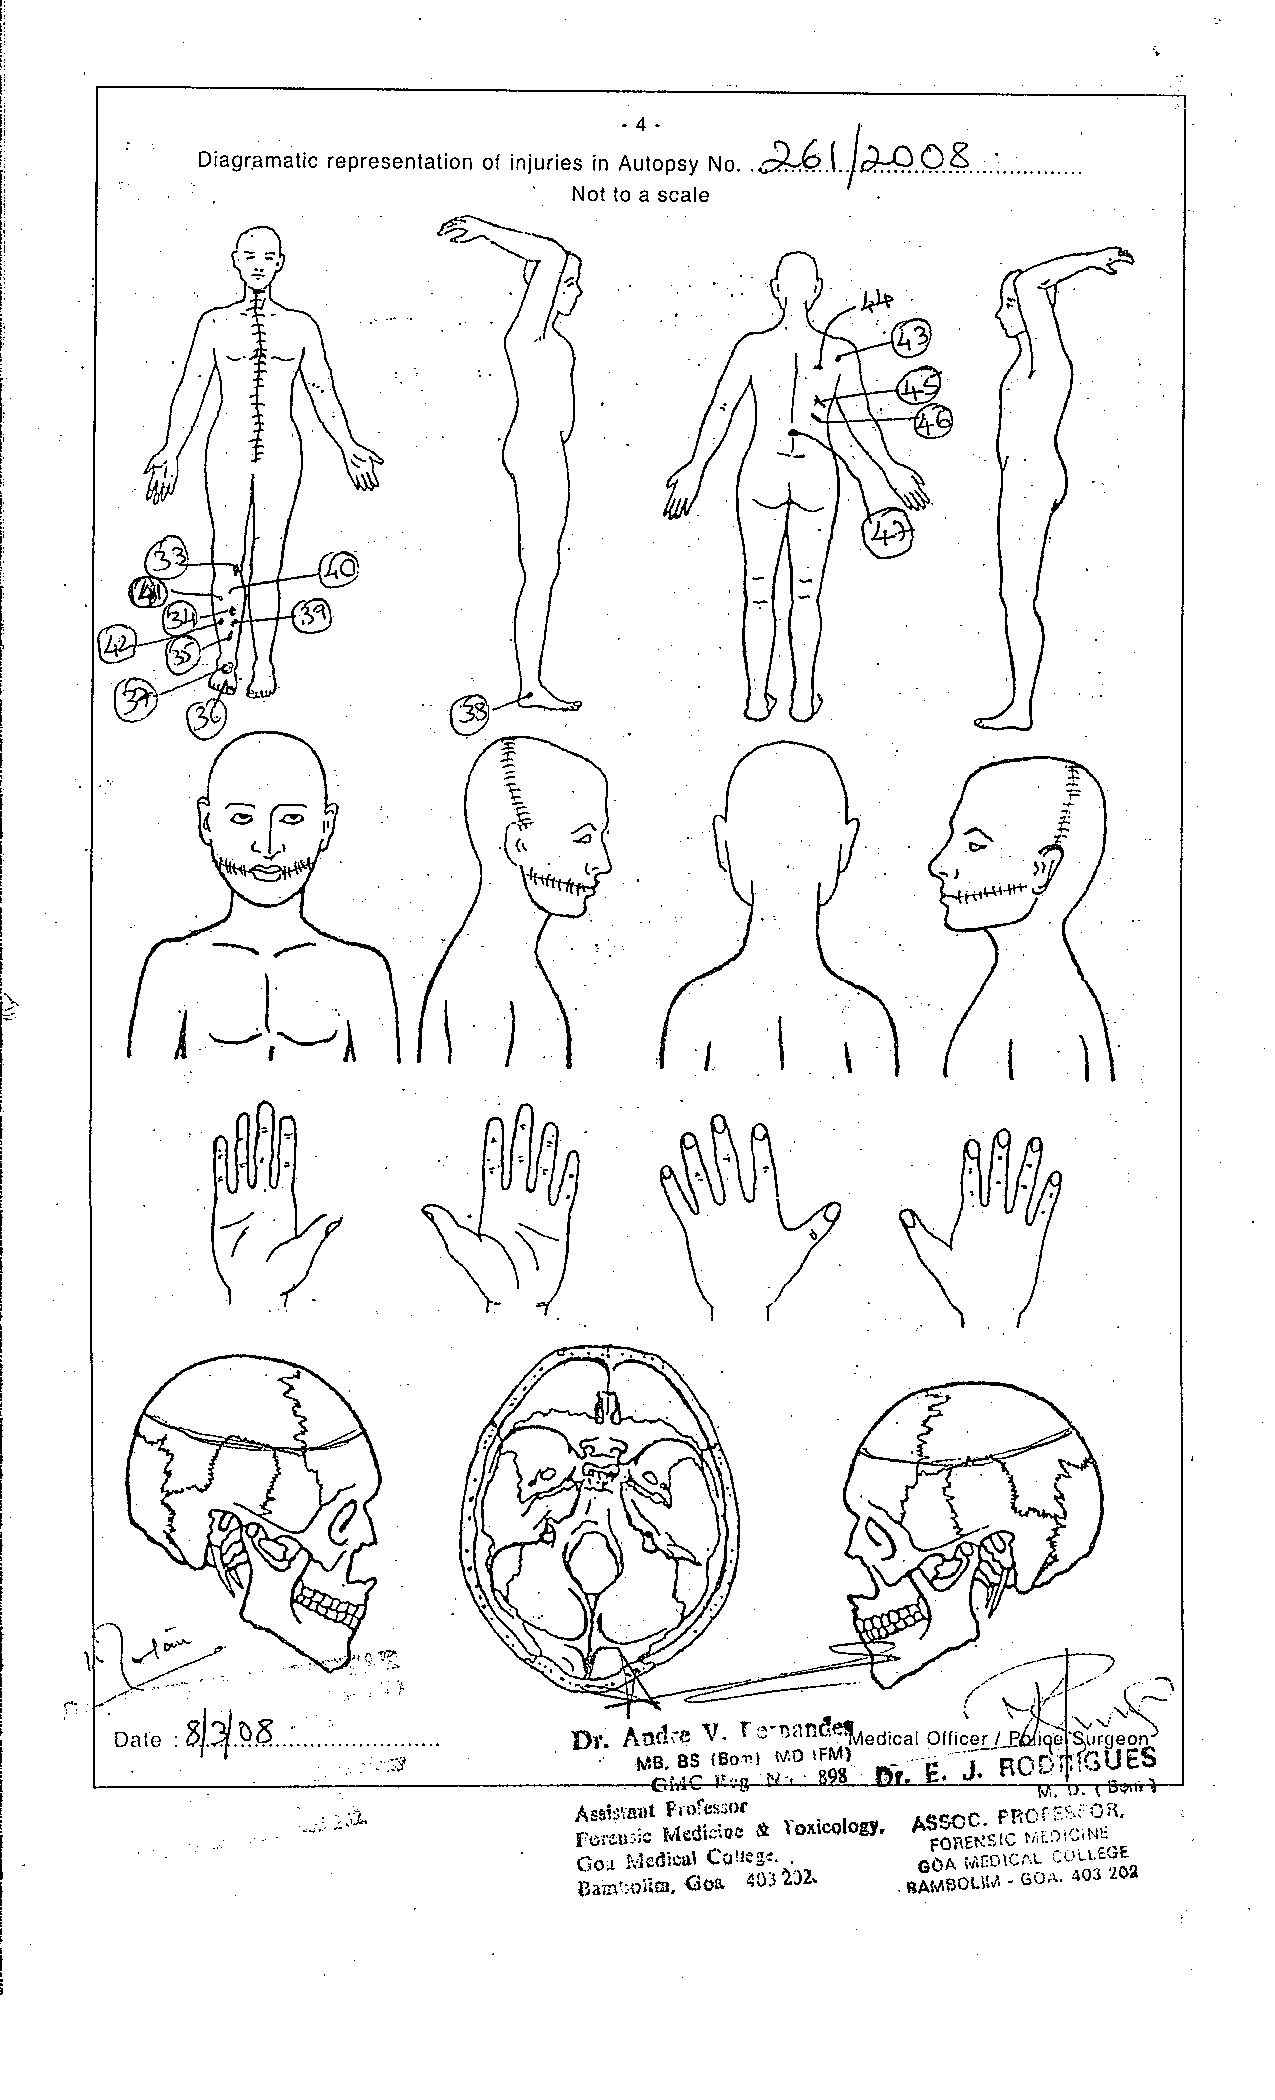 - 4 -
Diagramatic representation of injuries in Autopsy No. 261/2008
Not to a scale
44
43
45
46
47
33
40
41
34
39
42
35
37
36
38
Date : 8/3/08
Dr. Andre V. Fernandes
MB. BS (Bom) MD (FM)
GMC Reg No: 898
Assistant Professor
Forensic Medicine & Toxicology.
Goa Medical College.
Bambolim, Goa 403 202.
Medical Officer / Police Surgeon
Dr. E. J. RODRIGUES
M. D. (Bom)
ASSOC. PROFESSOR,
FORENSIC MEDICINE
GOA MEDICAL COLLEGE
BAMBOLIM - GOA. 403 202